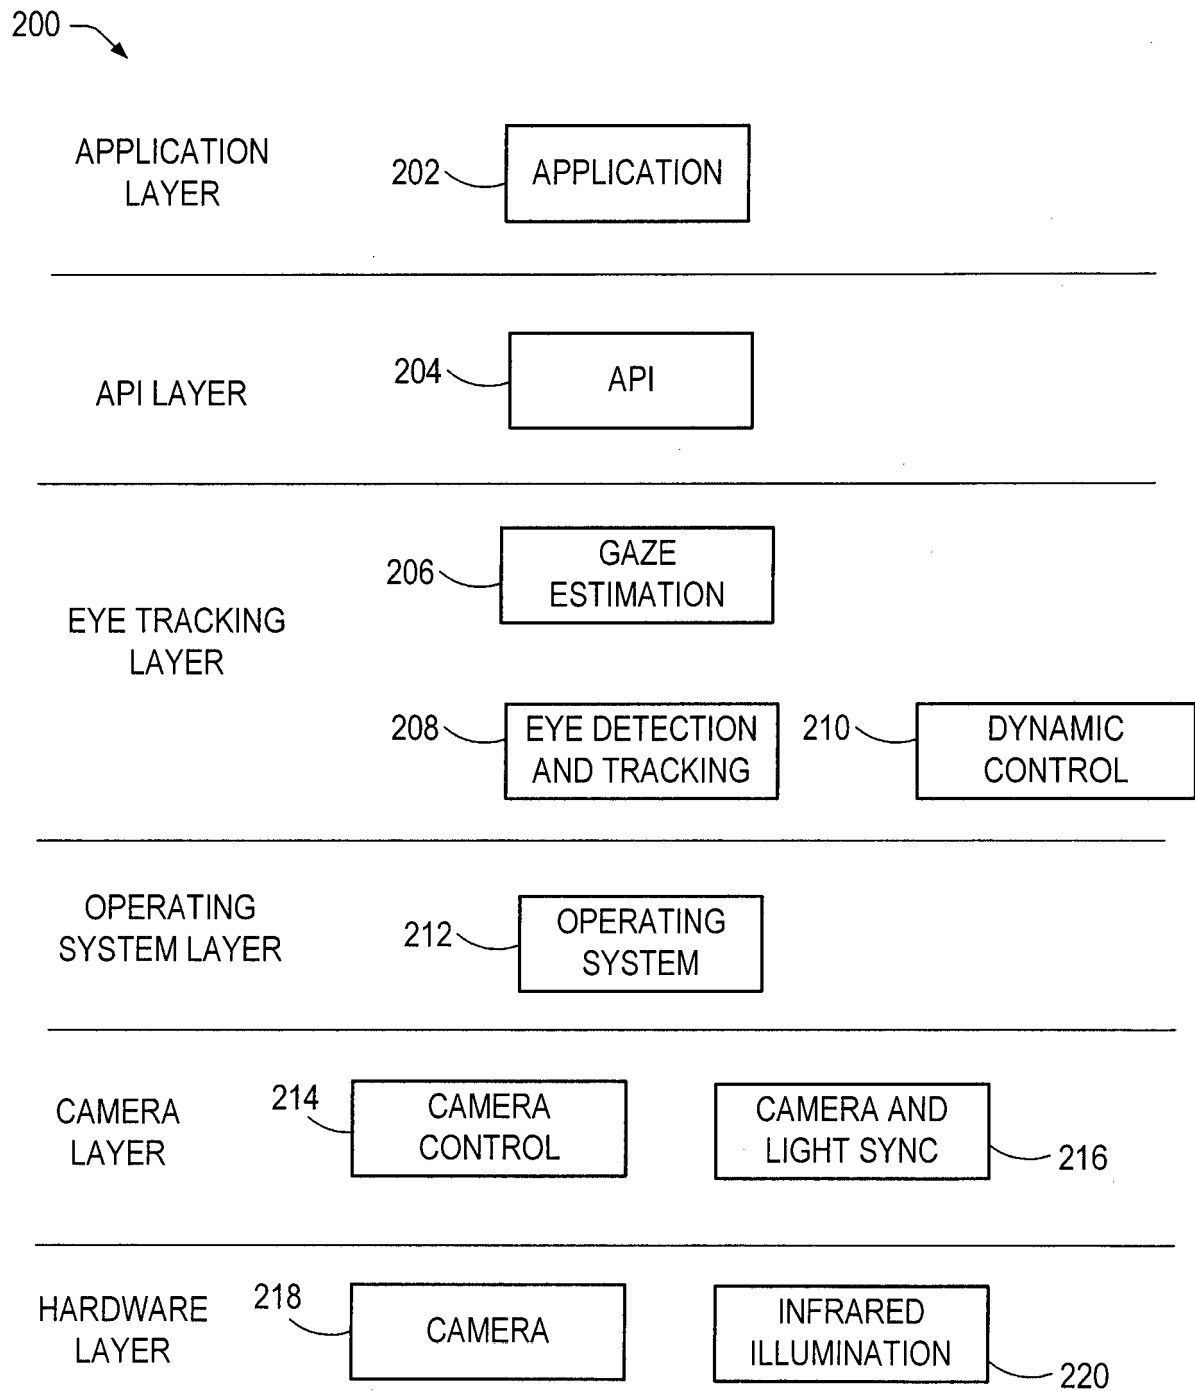 200
APPLICATION
LAYER
202
APPLICATION
API LAYER
204
API
EYE TRACKING
LAYER
206
GAZE
ESTIMATION
208
EYE DETECTION
AND TRACKING
210
DYNAMIC
CONTROL
OPERATING
SYSTEM LAYER
212
OPERATING
SYSTEM
CAMERA
LAYER
214
CAMERA
CONTROL
CAMERA AND
LIGHT SYNC
216
HARDWARE
LAYER
218
CAMERA
INFRARED
ILLUMINATION
220